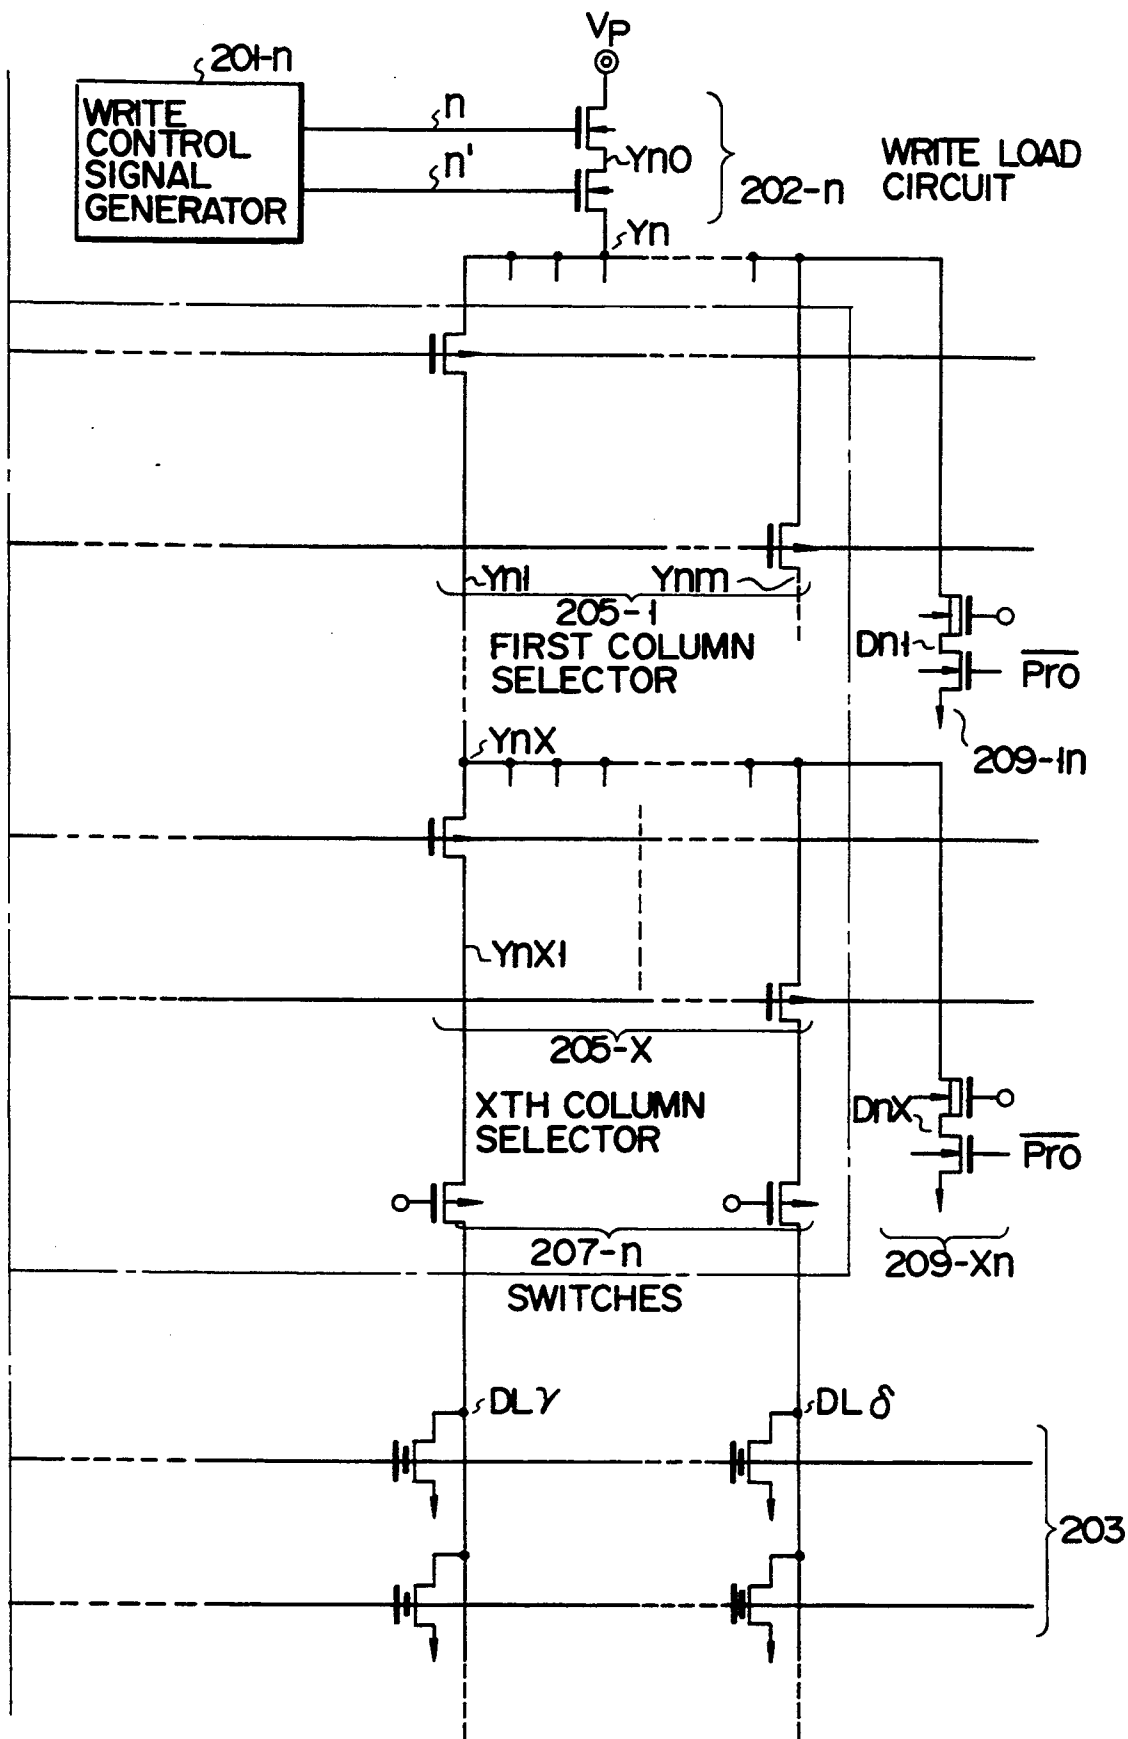 VP
201-n
WRITE
CONTROL
SIGNAL
GENERATOR
n
n'
Yn0
202-n
WRITE LOAD
CIRCUIT
Yn
Yn1
Ynm
205-1
FIRST COLUMN
SELECTOR
Dn1
Pro
209-1n
YnX
YnX1
205-X
XTH COLUMN
SELECTOR
DnX
Pro
207-n
209-Xn
SWITCHES
DLγ
DLδ
203